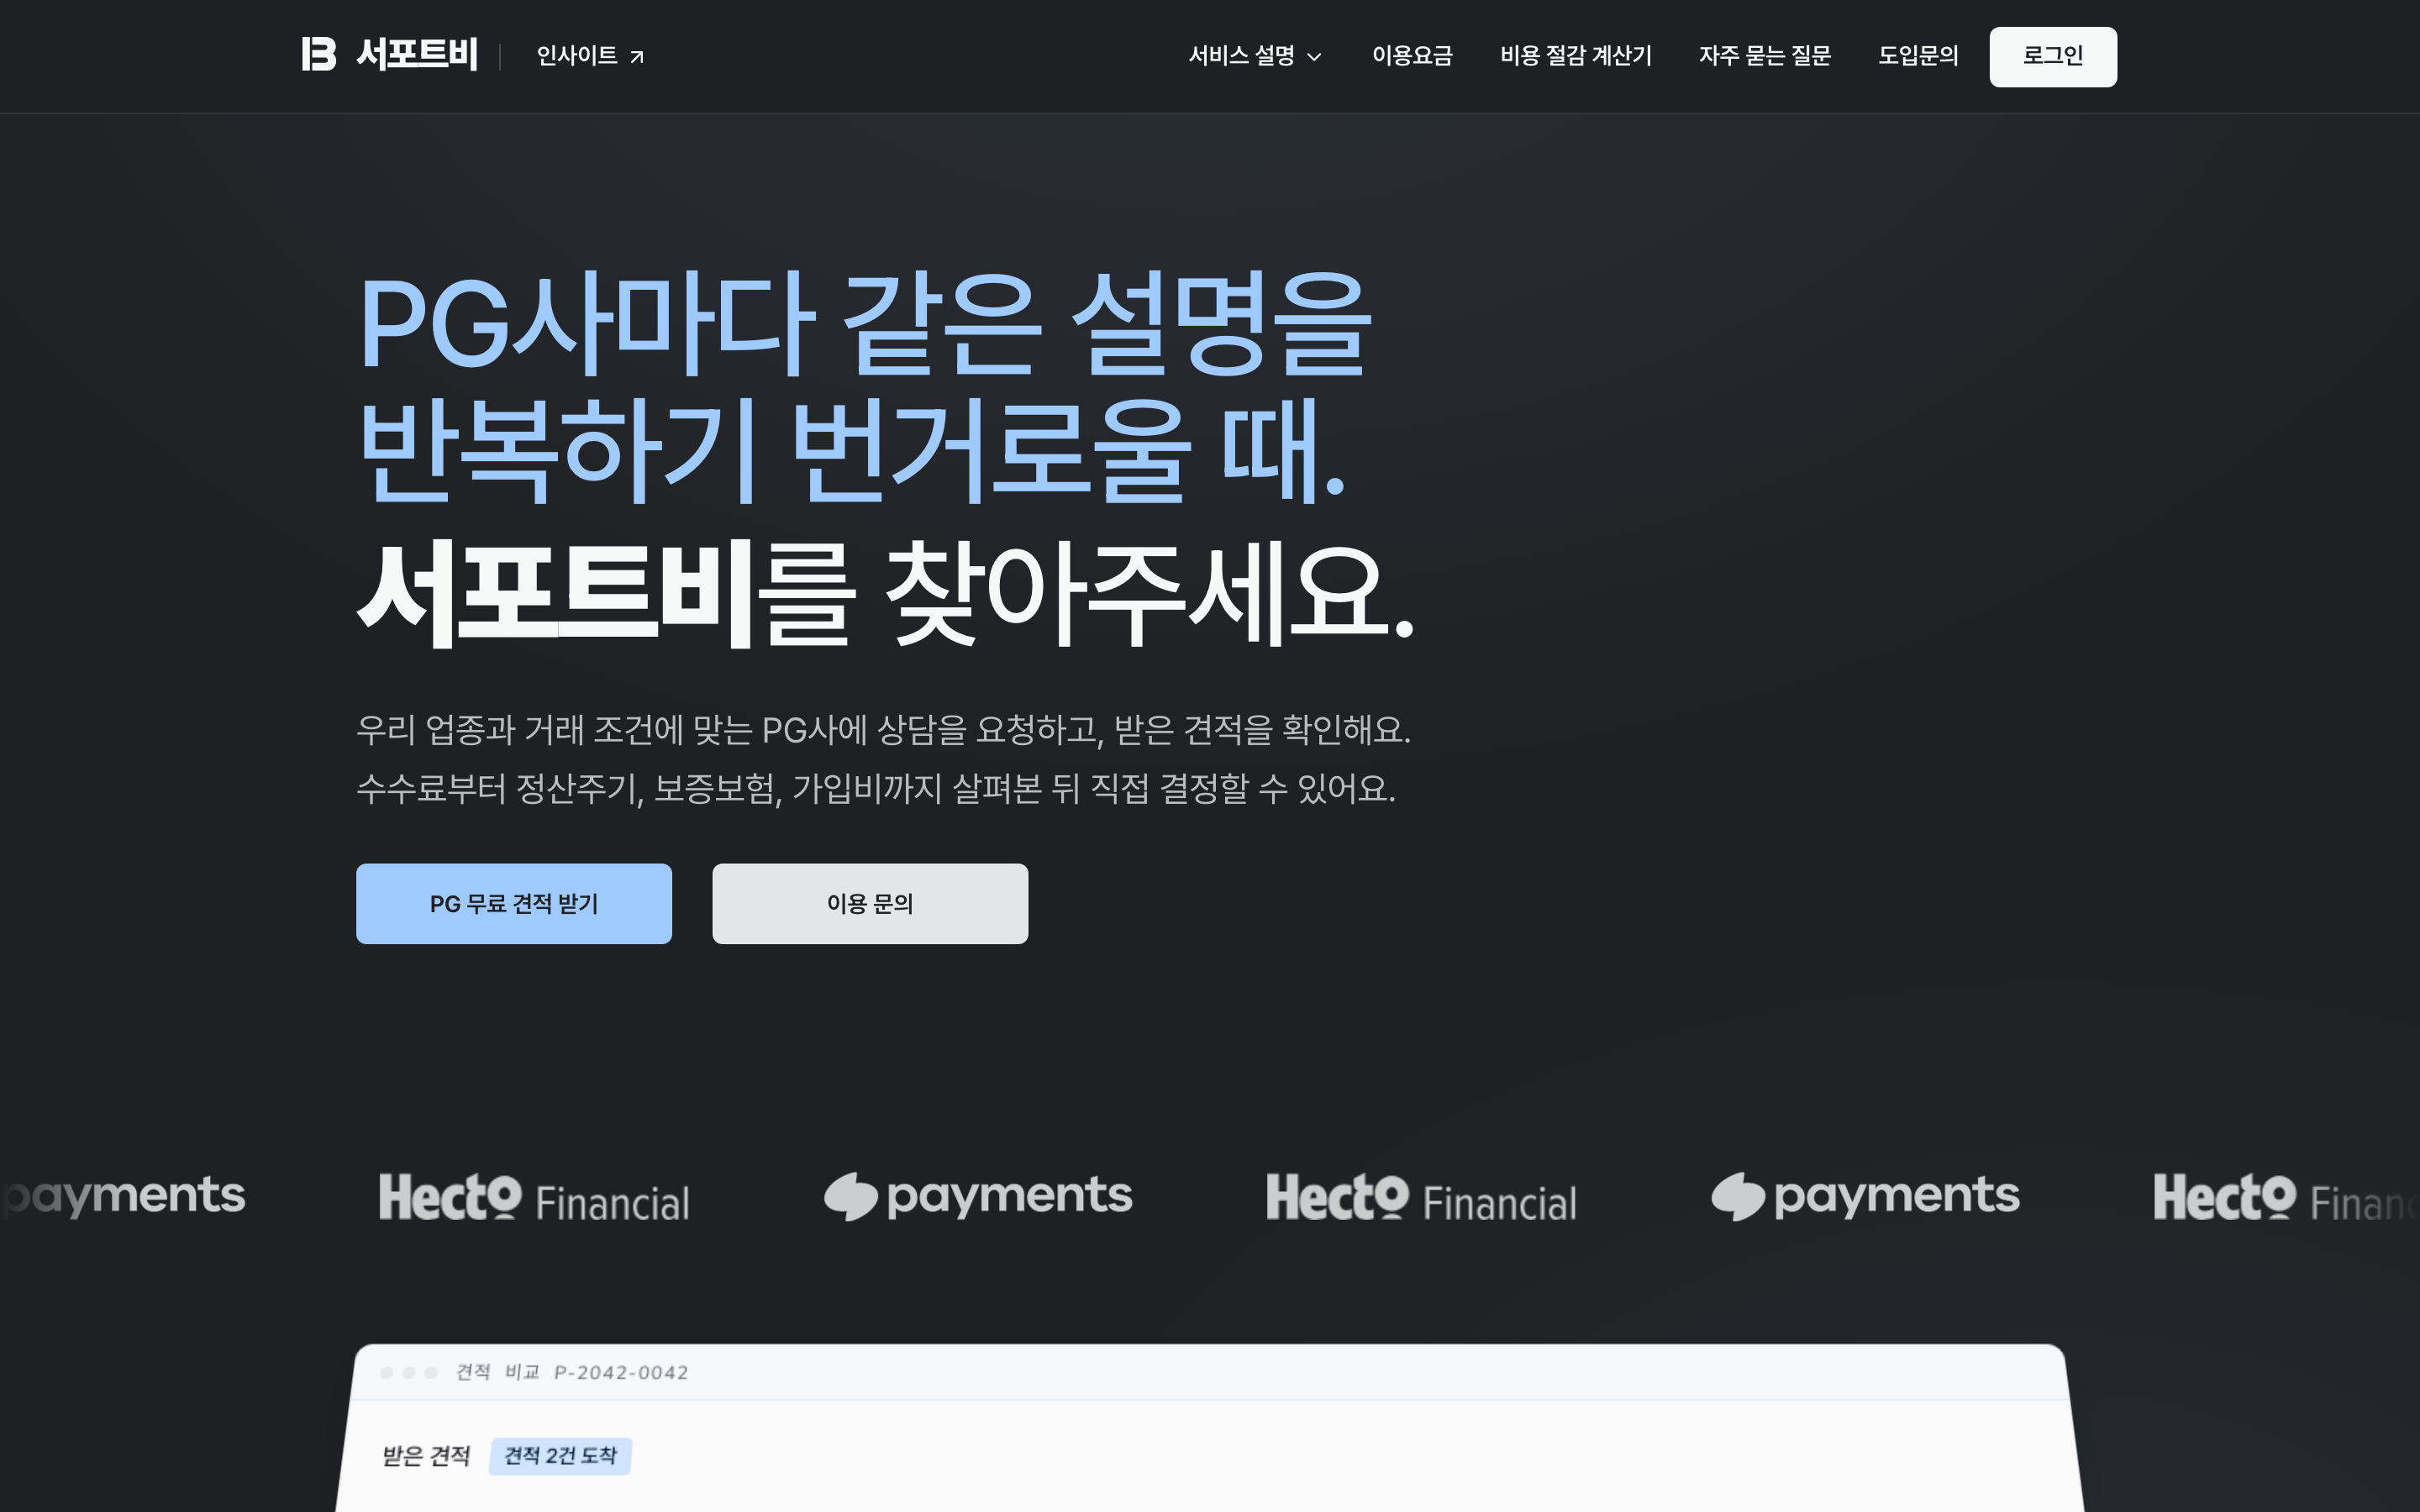 서포트비
인사이트
서비스 설명
이용요금
비용 절감 계산기
자주 묻는 질문
도입문의
로그인
PG사마다 같은 설명을
반복하기 번거로울 때.
서포트비를 찾아주세요.
우리 업종과 거래 조건에 맞는 PG사에 상담을 요청하고, 받은 견적을 확인해요.
수수료부터 정산주기, 보증보험, 가입비까지 살펴본 뒤 직접 결정할 수 있어요.
PG 무료 견적 받기
이용 문의
payments
Hecto Financial
payments
Hecto Financial
payments
Hecto Financ
견적 비교 P-2042-0042
받은 견적
견적 2건 도착